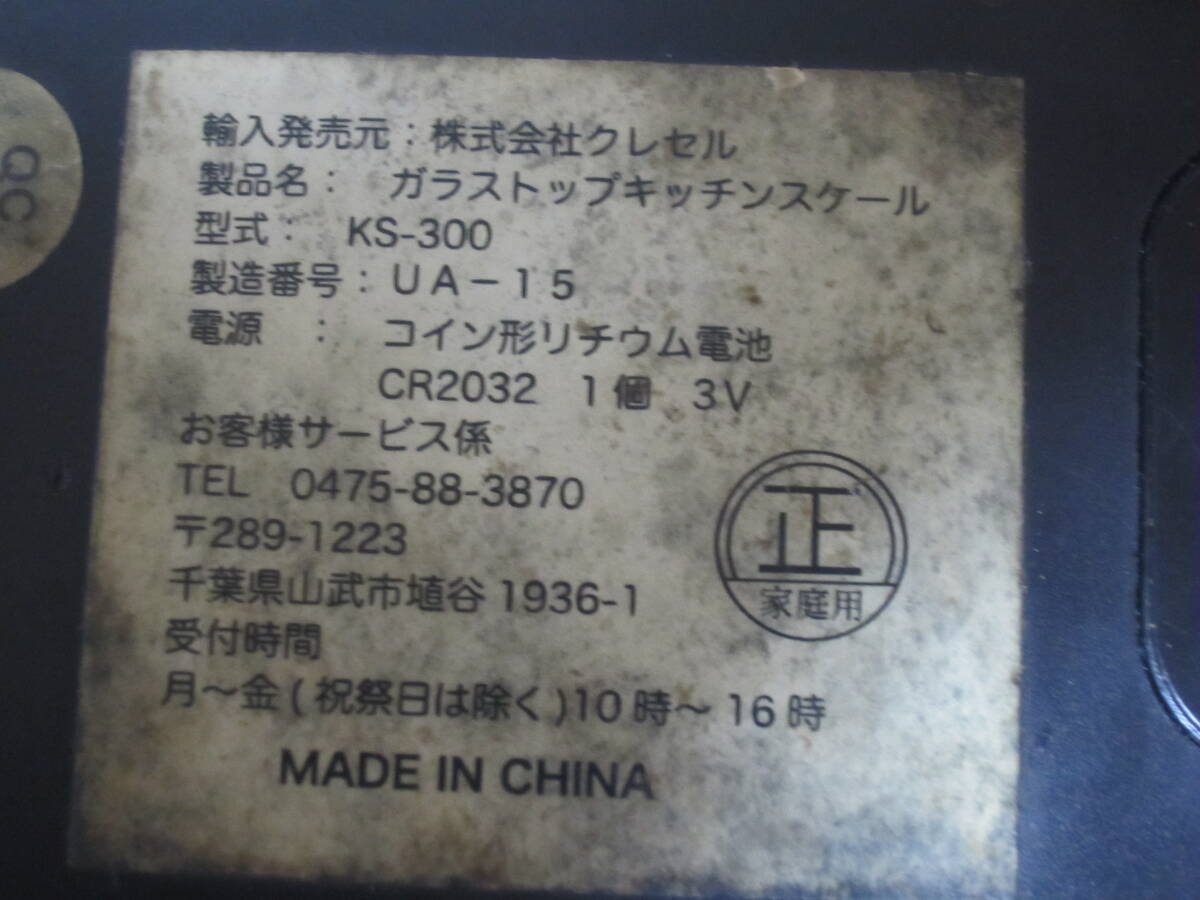 QC
輸入発売元：株式会社クレセル
製品名： ガラストップキッチンスケール
型式： KS-300
製造番号：ＵＡ－１５
電源 ： コイン形リチウム電池
CR2032 １個 3V
お客様サービス係
TEL 0475-88-3870
〒289-1223
千葉県山武市埴谷 1936-1
受付時間
月～金 ( 祝祭日は除く )10 時～ 16 時
正
家庭用
MADE IN CHINA